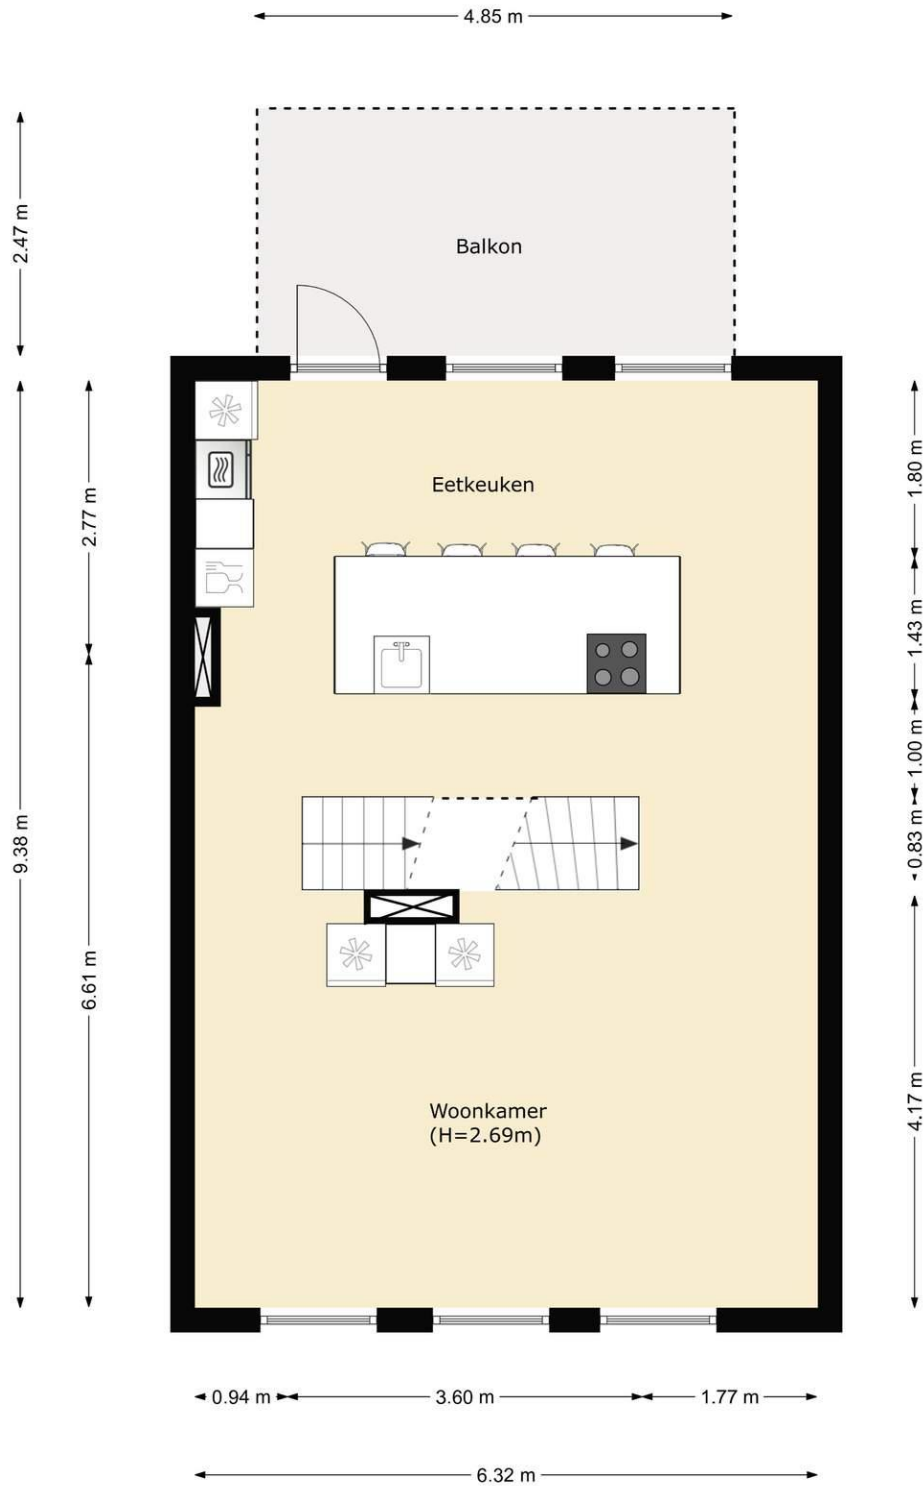 4.85 m
2.47 m
Balkon
9.38 m
2.77 m
6.61 m
Eetkeuken
1.80 m
1.43 m
1.00 m
0.83 m
4.17 m
Woonkamer
(H=2.69m)
0.94 m
3.60 m
1.77 m
6.32 m